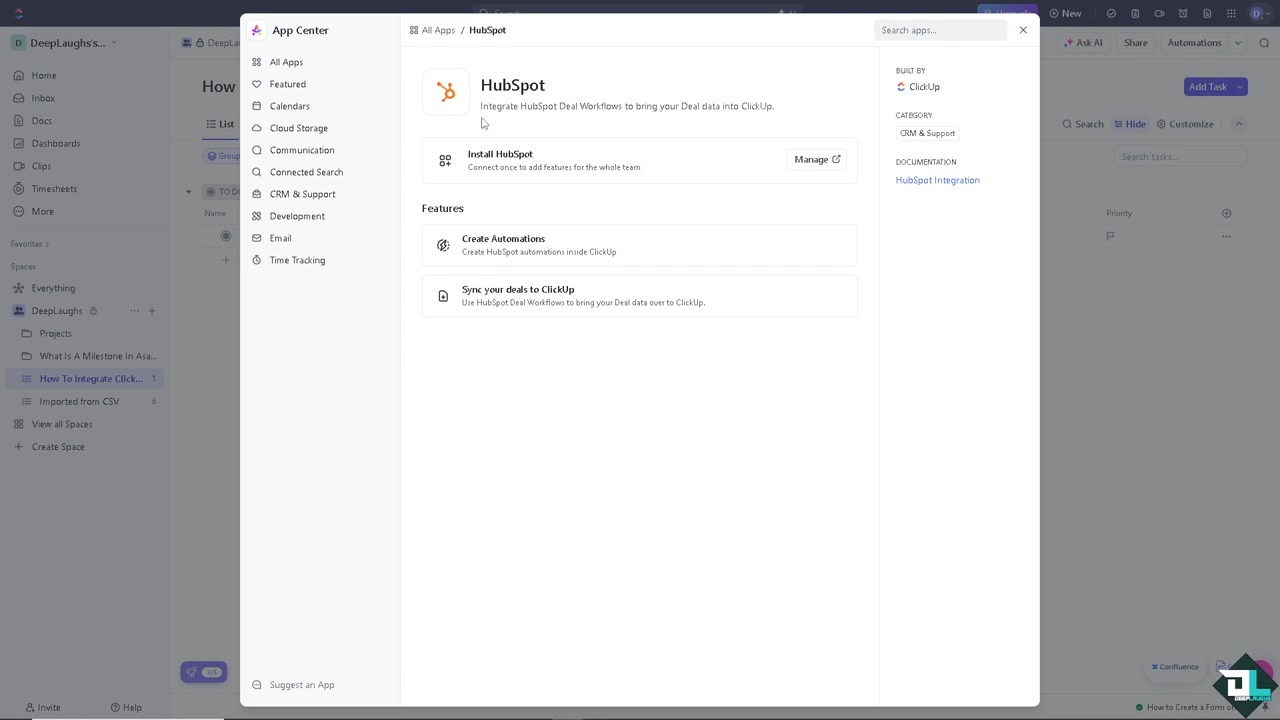 App Center
All Apps
Featured
Calendars
Cloud Storage
Communication
Connected Search
CRM & Support
Development
Email
Time Tracking
Suggest an App
All Apps / HubSpot
Search apps...
HubSpot
Integrate HubSpot Deal Workflows to bring your Deal data into ClickUp.
Install HubSpot
Connect once to add features for the whole team
Manage
Features
Create Automations
Create HubSpot automations inside ClickUp
Sync your deals to ClickUp
Use HubSpot Deal Workflows to bring your Deal data over to ClickUp.
BUILT BY
ClickUp
CATEGORY
CRM & Support
DOCUMENTATION
HubSpot Integration
DeepLaughs's...
Home
Inbox
Docs
Dashboards
Clips
Timesheets
More
Favorites
Spaces
Everything
DeepLaughs
Projects
What Is A Milestone In Asa...
How To Integrate Click... 1
Imported from CSV 6
View all Spaces
Create Space
Invite
Help
How
List
Group
Name
3/5
New
Ask AI
Share
Automations
Add Task
Search
Hide
Search tasks...
Priority
Confluence
How to Create a Form o
DEEPLAUGHS